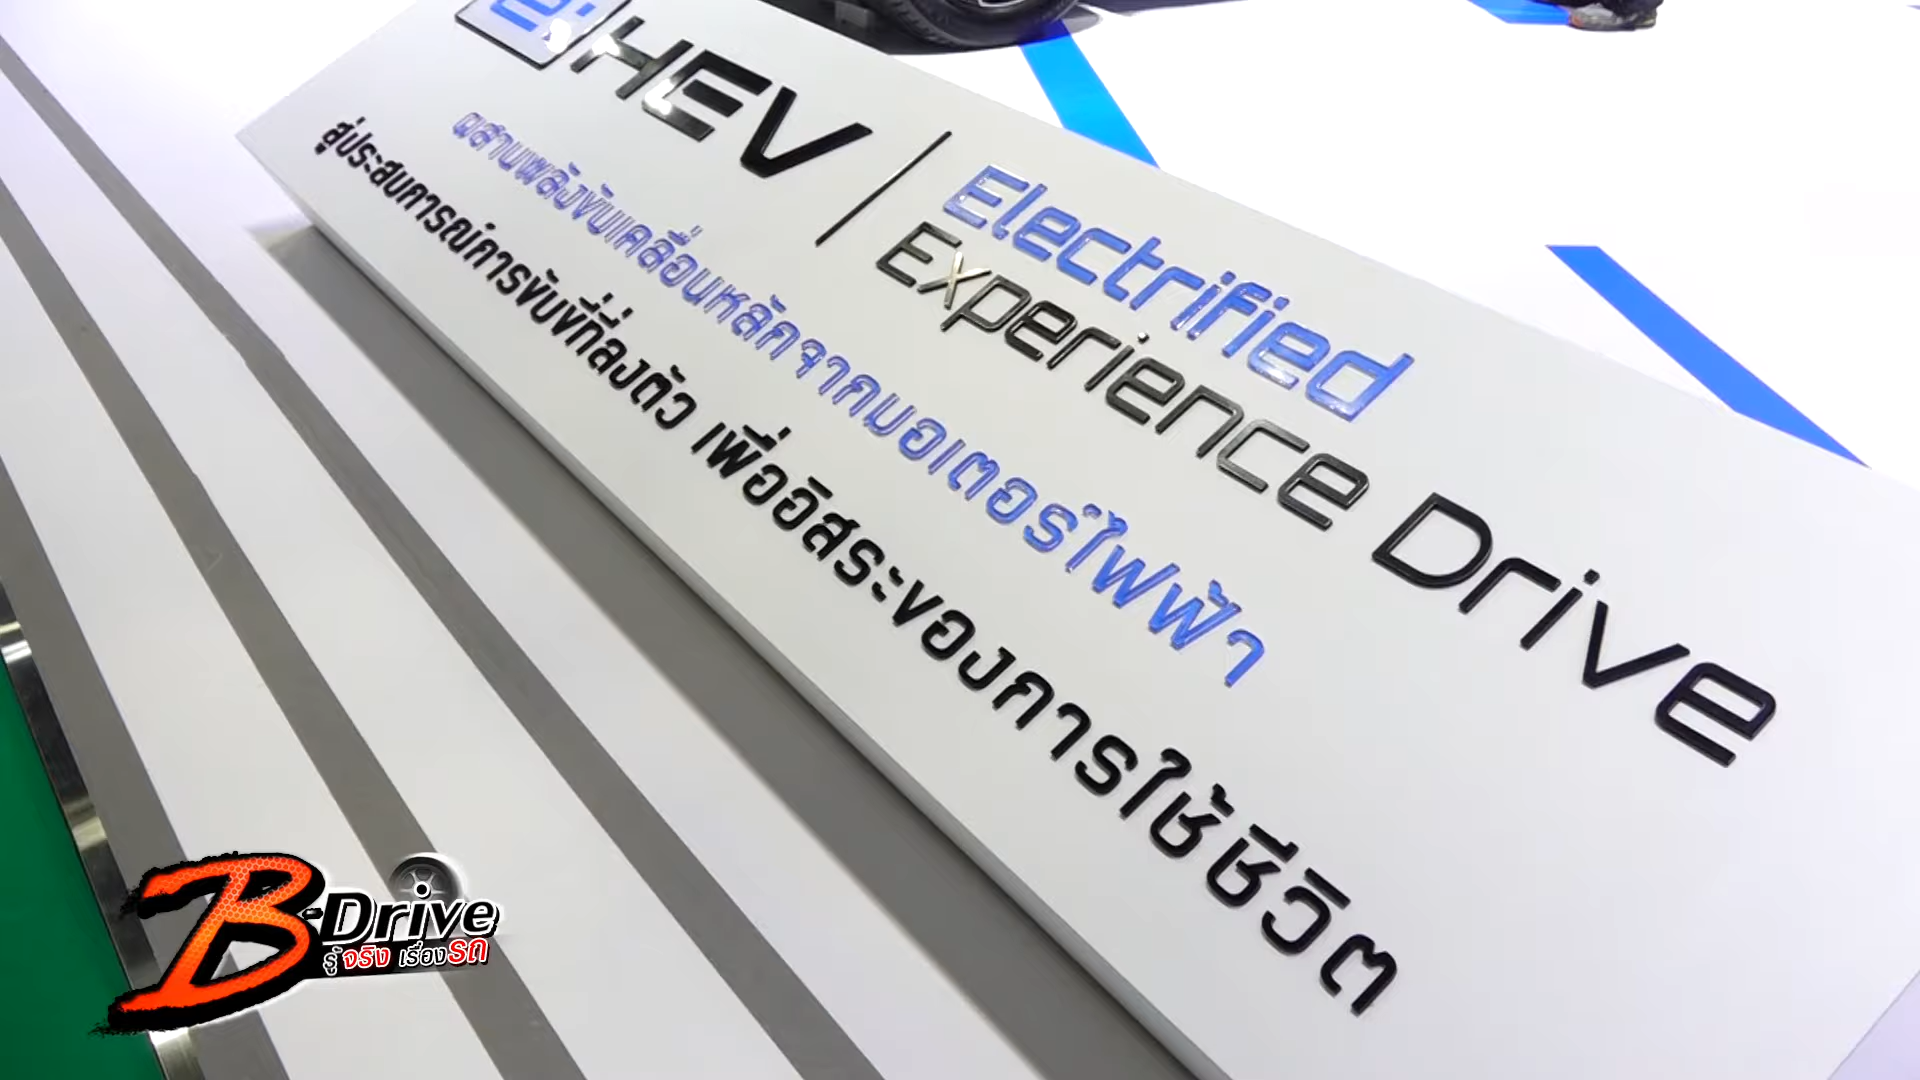 e:HEV
Electrified
Experience Drive
ผสานพลังขับเคลื่อนหลักจากมอเตอร์ไฟฟ้า
สู่ประสบการณ์การขับขี่ที่ลงตัว เพื่ออิสระของการใช้ชีวิต
B-Drive
รู้จริง เรื่องรถ